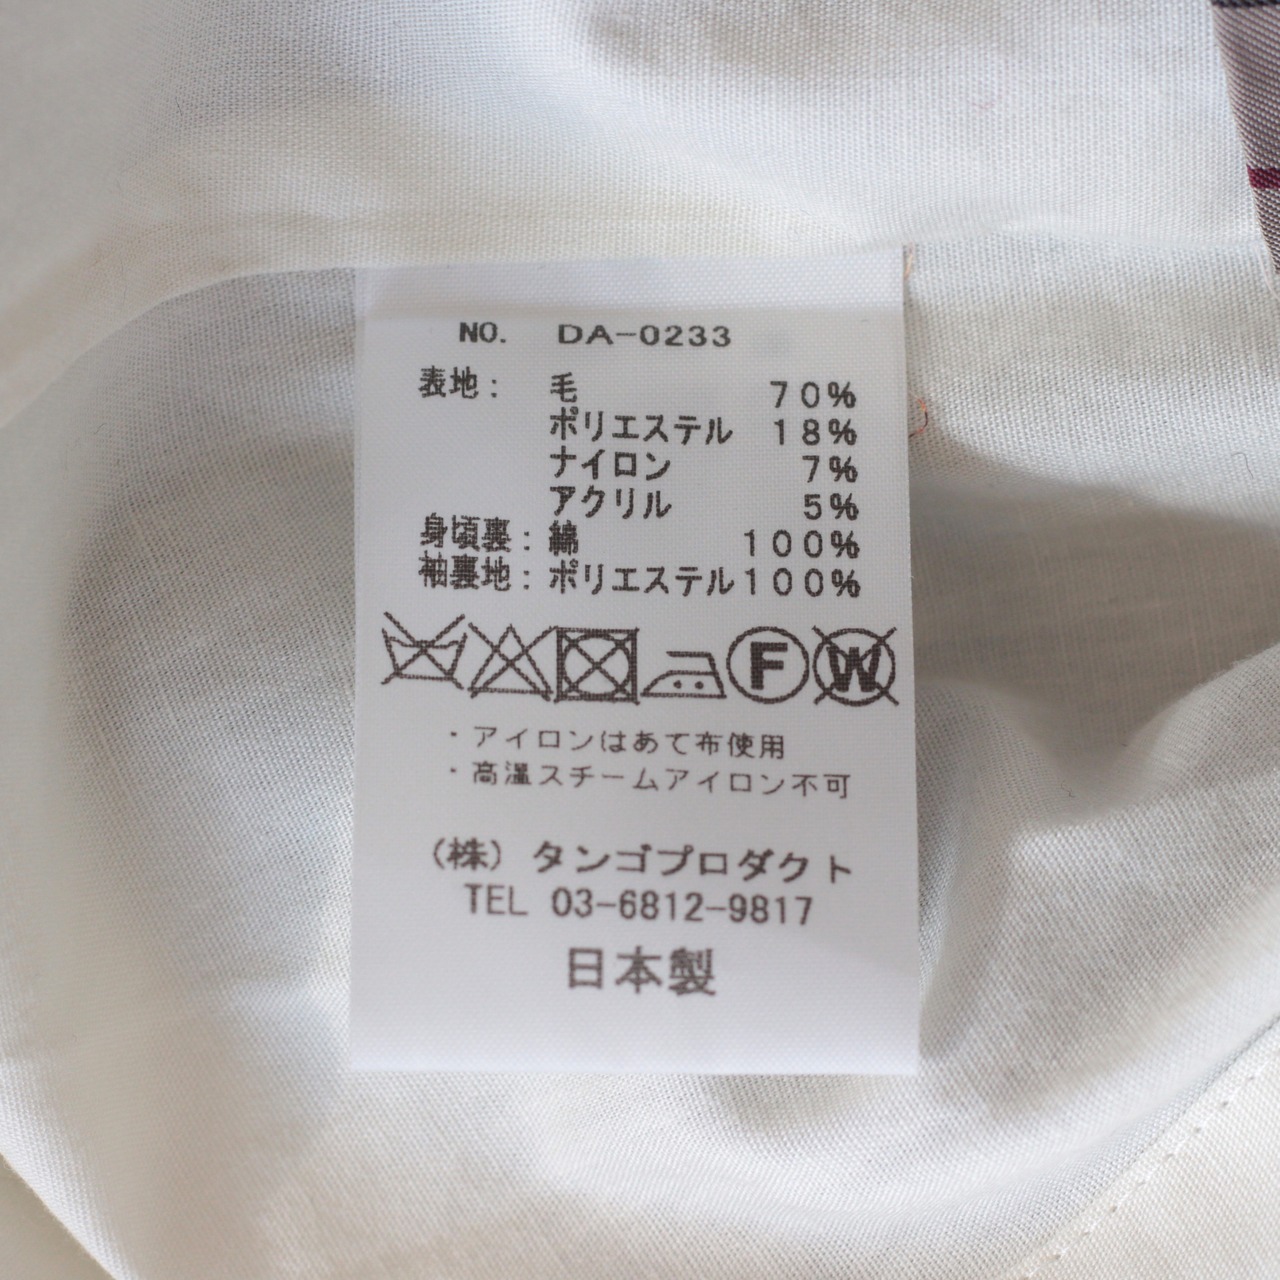 NO. DA-0233
表地: 毛 70%
ポリエステル 18%
ナイロン 7%
アクリル 5%
身頃裏: 綿 100%
袖裏地: ポリエステル100%
F W
・アイロンはあて布使用
・高温スチームアイロン不可
(株) タンゴプロダクト
TEL 03-6812-9817
日本製